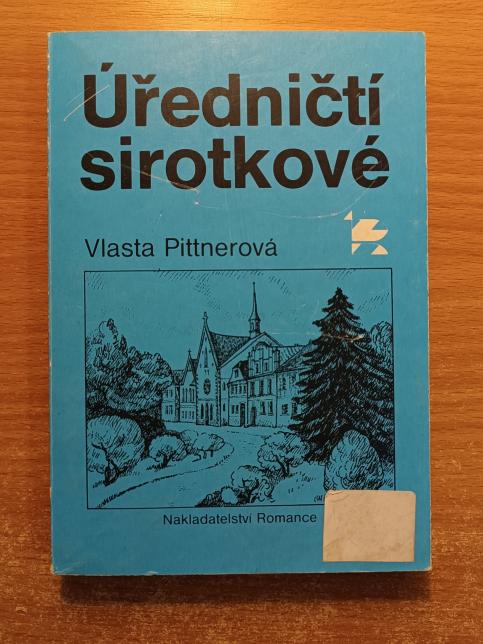 Úředničtí
sirotkové
Vlasta Pittnerová
Nakladatelství Romance